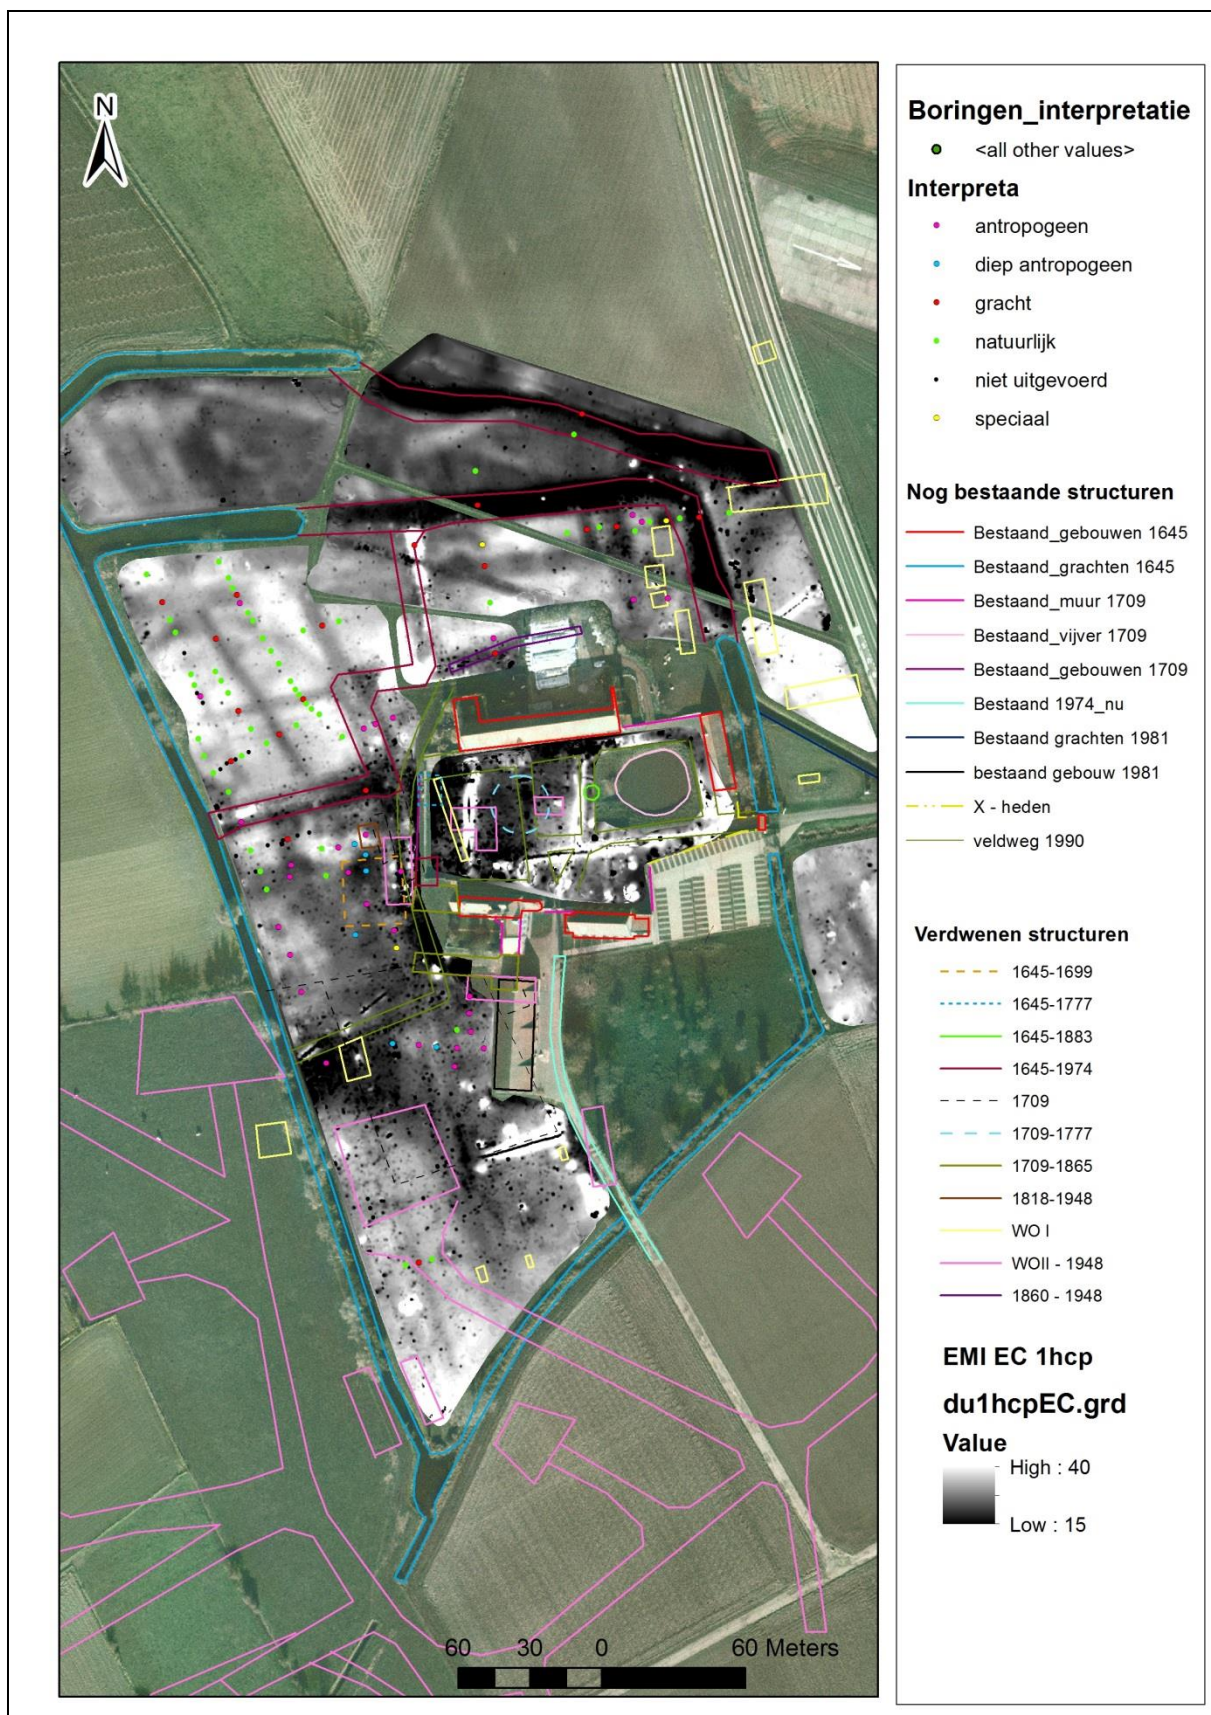 N
60 30 0 60 Meters
Boringen_interpretatie
<all other values>
Interpreta
antropogeen
diep antropogeen
gracht
natuurlijk
niet uitgevoerd
speciaal
Nog bestaande structuren
Bestaand_gebouwen 1645
Bestaand_grachten 1645
Bestaand_muur 1709
Bestaand_vijver 1709
Bestaand_gebouwen 1709
Bestaand 1974_nu
Bestaand grachten 1981
bestaand gebouw 1981
X - heden
veldweg 1990
Verdwenen structuren
1645-1699
1645-1777
1645-1883
1645-1974
1709
1709-1777
1709-1865
1818-1948
WO I
WOII - 1948
1860 - 1948
EMI EC 1hcp
du1hcpEC.grd
Value
High : 40
Low : 15